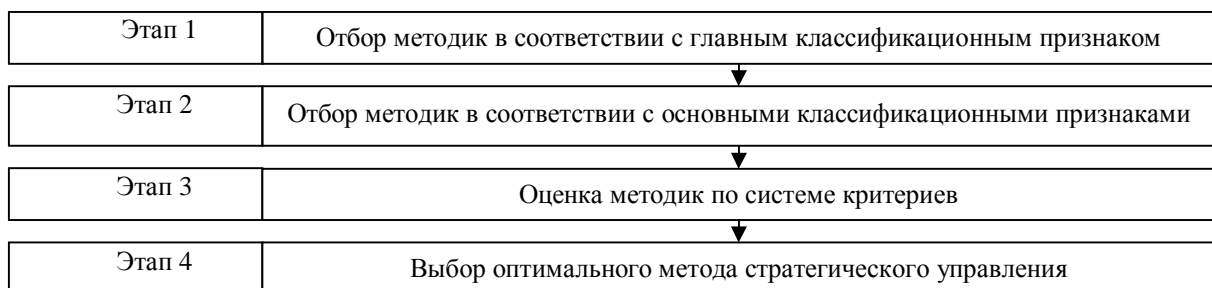 Этап 1
Отбор методик в соответствии с главным классификационным признаком
Этап 2
Отбор методик в соответствии с основными классификационными признаками
Этап 3
Оценка методик по системе критериев
Этап 4
Выбор оптимального метода стратегического управления